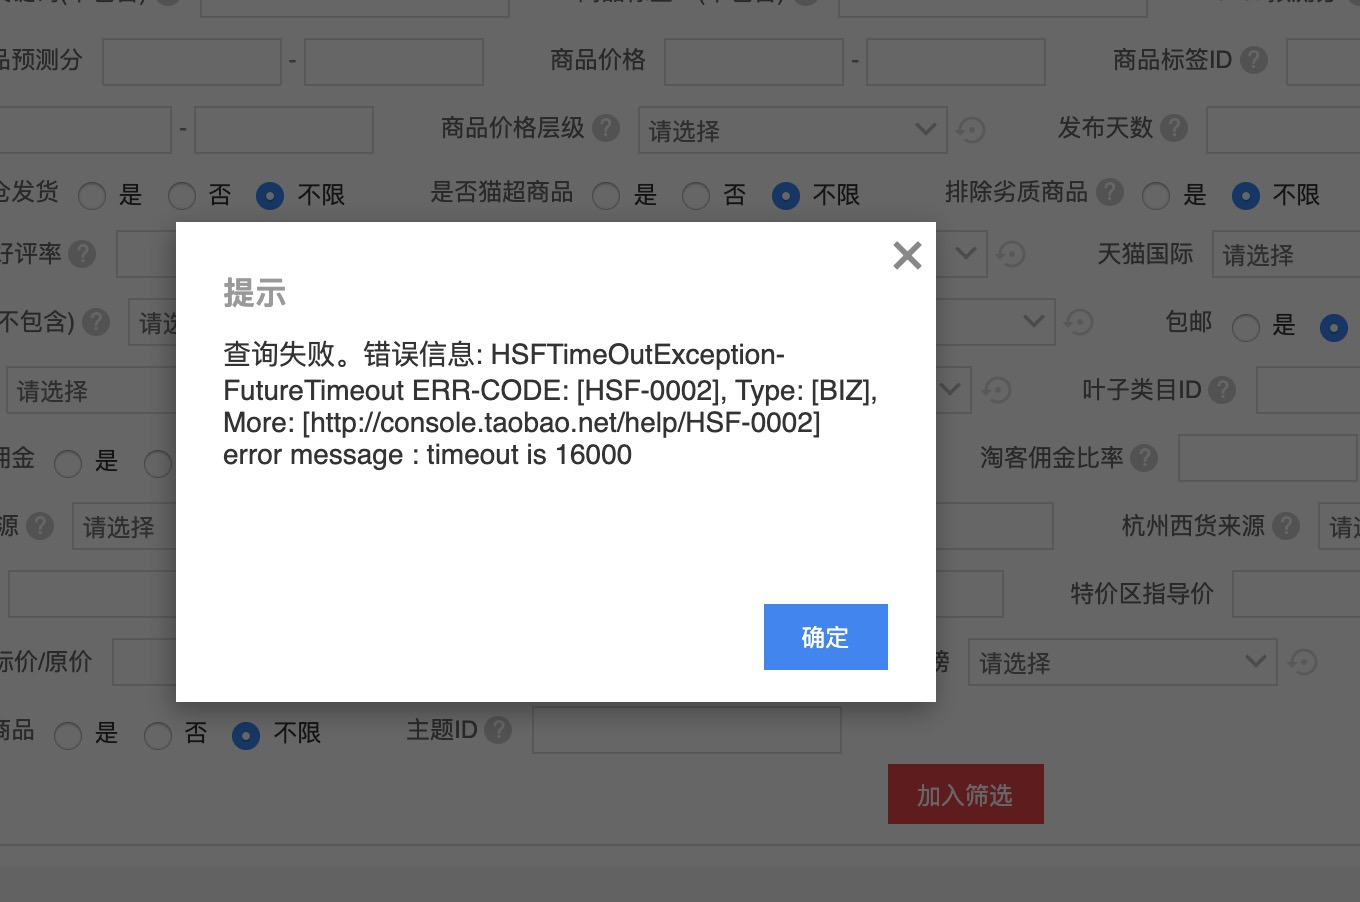 品预测分 - 商品价格 - 商品标签ID ?
- 商品价格层级 ? 请选择 发布天数 ?
仓发货 是 否 不限 是否猫超商品 是 否 不限 排除劣质商品 ? 是 不限
好评率 ? 天猫国际 请选择
不包含) ? 请选 包邮 是
请选择 叶子类目ID ?
佣金 是 淘客佣金比率 ?
源 ? 请选择 杭州西货来源 ? 请选
特价区指导价
标价/原价 请选择
商品 是 否 不限 主题ID ?
加入筛选
提示
查询失败。错误信息: HSFTimeOutException-
FutureTimeout ERR-CODE: [HSF-0002], Type: [BIZ],
More: [http://console.taobao.net/help/HSF-0002]
error message : timeout is 16000
确定